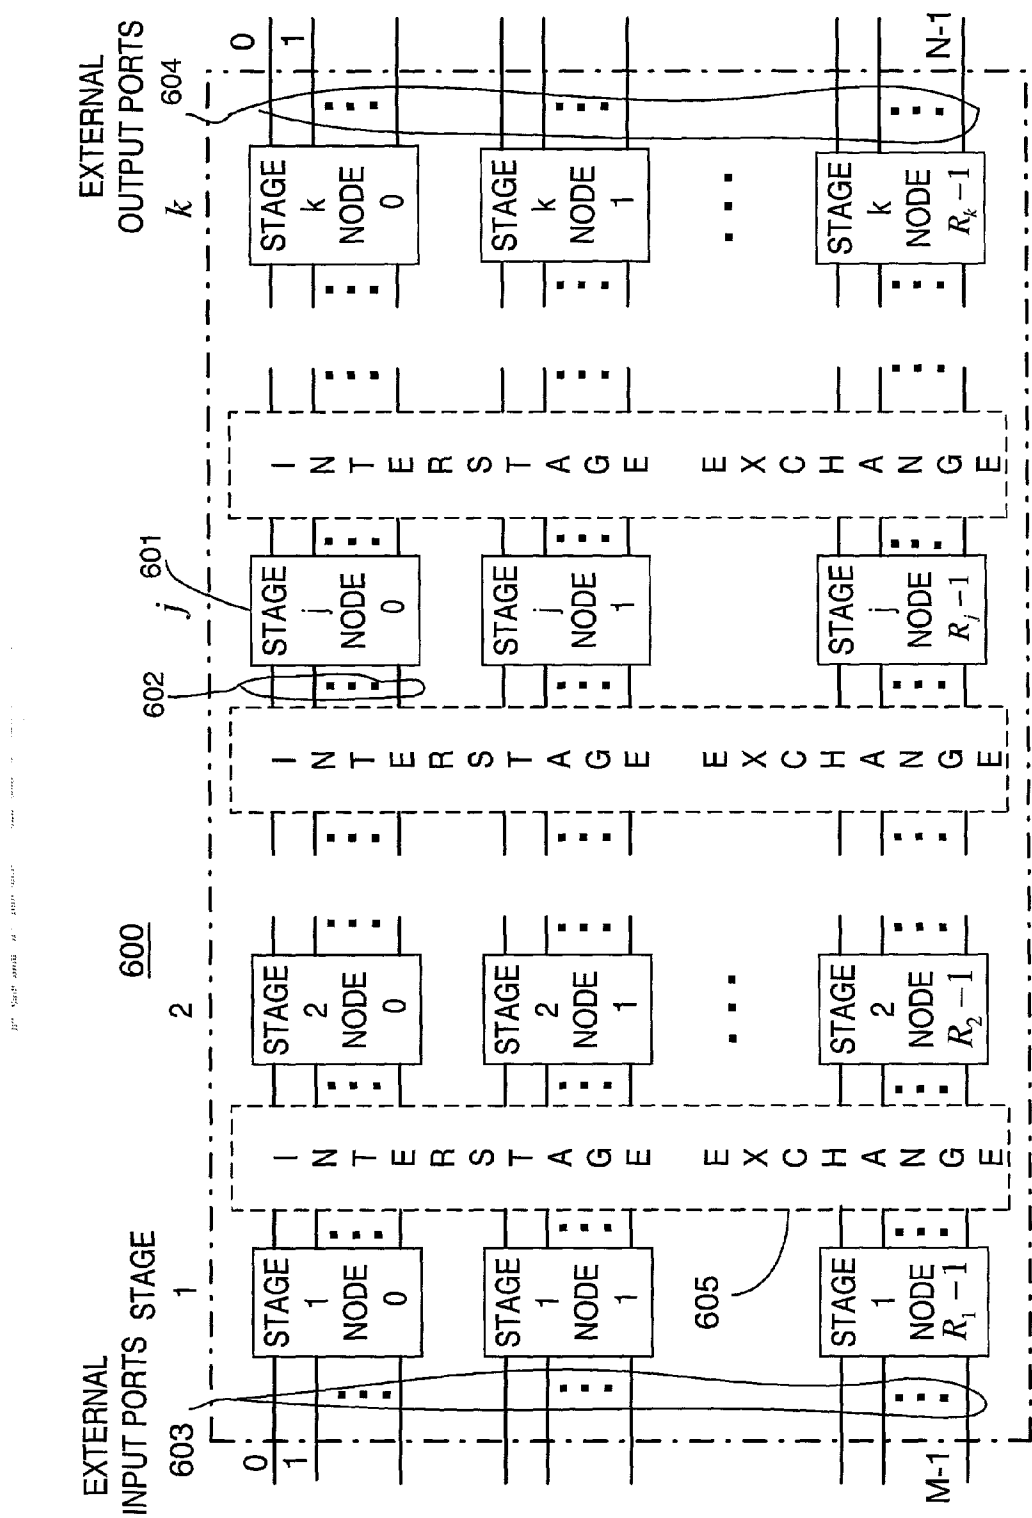 600
EXTERNAL
INPUT PORTS
603
0
1
M-1
STAGE
1
STAGE
1
NODE
0
STAGE
1
NODE
1
STAGE
1
NODE
R₁-1
605
INTERSTAGE EXCHANGE
2
STAGE
2
NODE
0
STAGE
2
NODE
1
STAGE
2
NODE
R₂-1
INTERSTAGE EXCHANGE
602
j
601
STAGE
j
NODE
0
STAGE
j
NODE
1
STAGE
j
NODE
Rⱼ-1
INTERSTAGE EXCHANGE
k
STAGE
k
NODE
0
STAGE
k
NODE
1
STAGE
k
NODE
Rₖ-1
EXTERNAL
OUTPUT PORTS
604
0
1
N-1